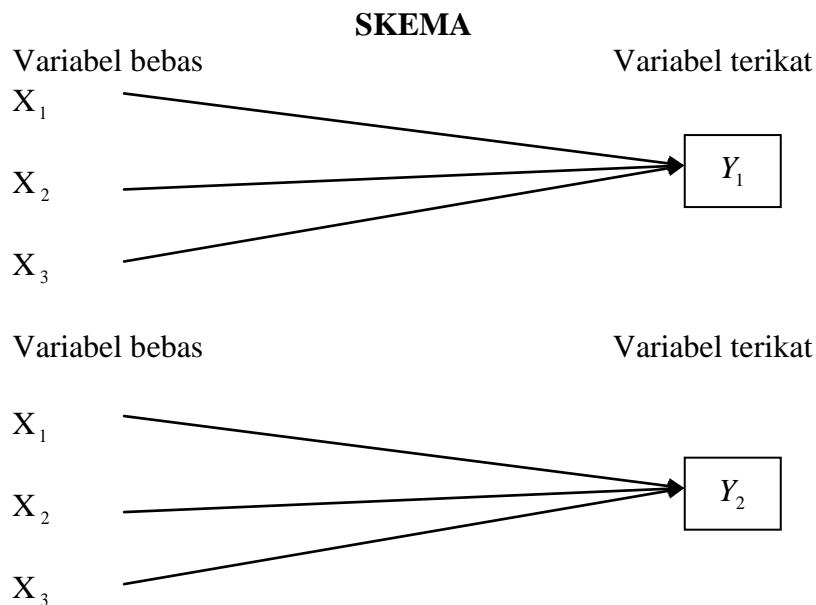 SKEMA
Variabel bebas Variabel terikat
X₁
Y₁
X₂
X₃
Variabel bebas Variabel terikat
X₁
Y₂
X₂
X₃